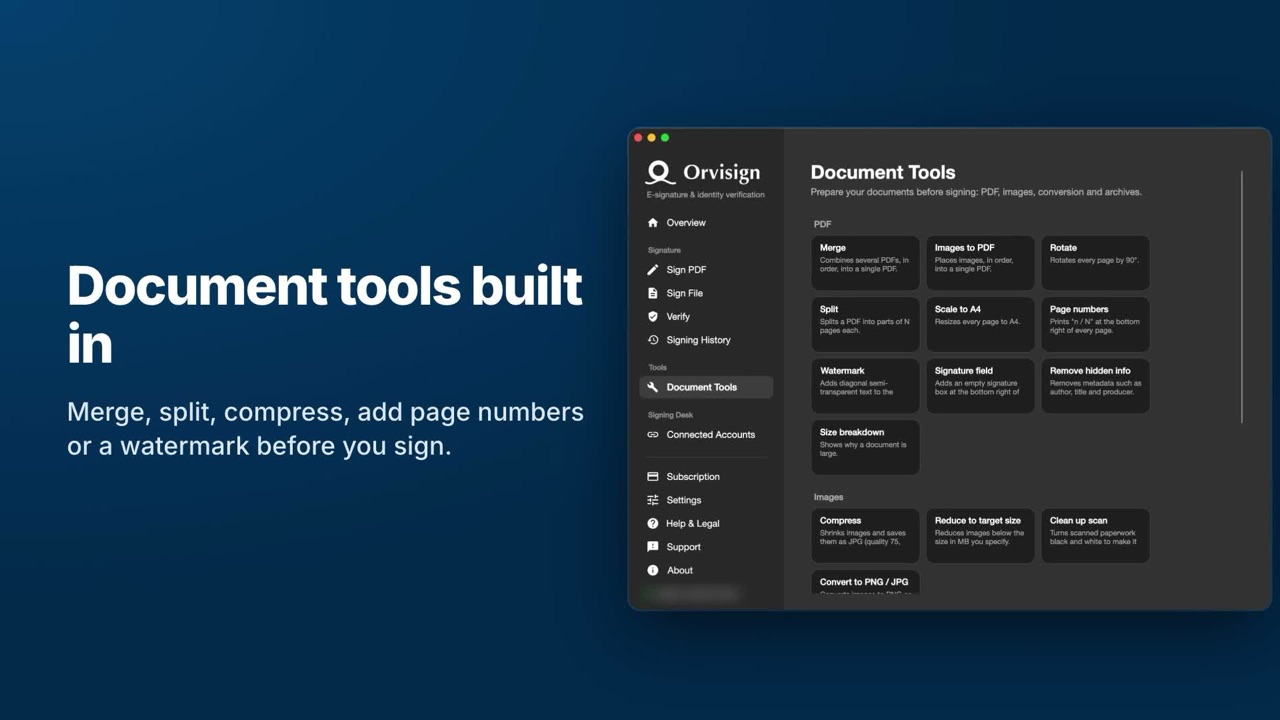 Document tools built
in
Merge, split, compress, add page numbers
or a watermark before you sign.
Orvisign
E-signature & identity verification
Overview
Signature
Sign PDF
Sign File
Verify
Signing History
Tools
Document Tools
Signing Desk
Connected Accounts
Subscription
Settings
Help & Legal
Support
About
Document Tools
Prepare your documents before signing: PDF, images, conversion and archives.
PDF
Merge
Combines several PDFs, in
order, into a single PDF.
Images to PDF
Places images, in order,
into a single PDF.
Rotate
Rotates every page by 90°.
Split
Splits a PDF into parts of N
pages each.
Scale to A4
Resizes every page to A4.
Page numbers
Prints "n / N" at the bottom
right of every page.
Watermark
Adds diagonal semi-
transparent text to the
Signature field
Adds an empty signature
box at the bottom right of
Remove hidden info
Removes metadata such as
author, title and producer.
Size breakdown
Shows why a document is
large.
Images
Compress
Shrinks images and saves
them as JPG (quality 75,
Reduce to target size
Reduces images below the
size in MB you specify.
Clean up scan
Turns scanned paperwork
black and white to make it
Convert to PNG / JPG